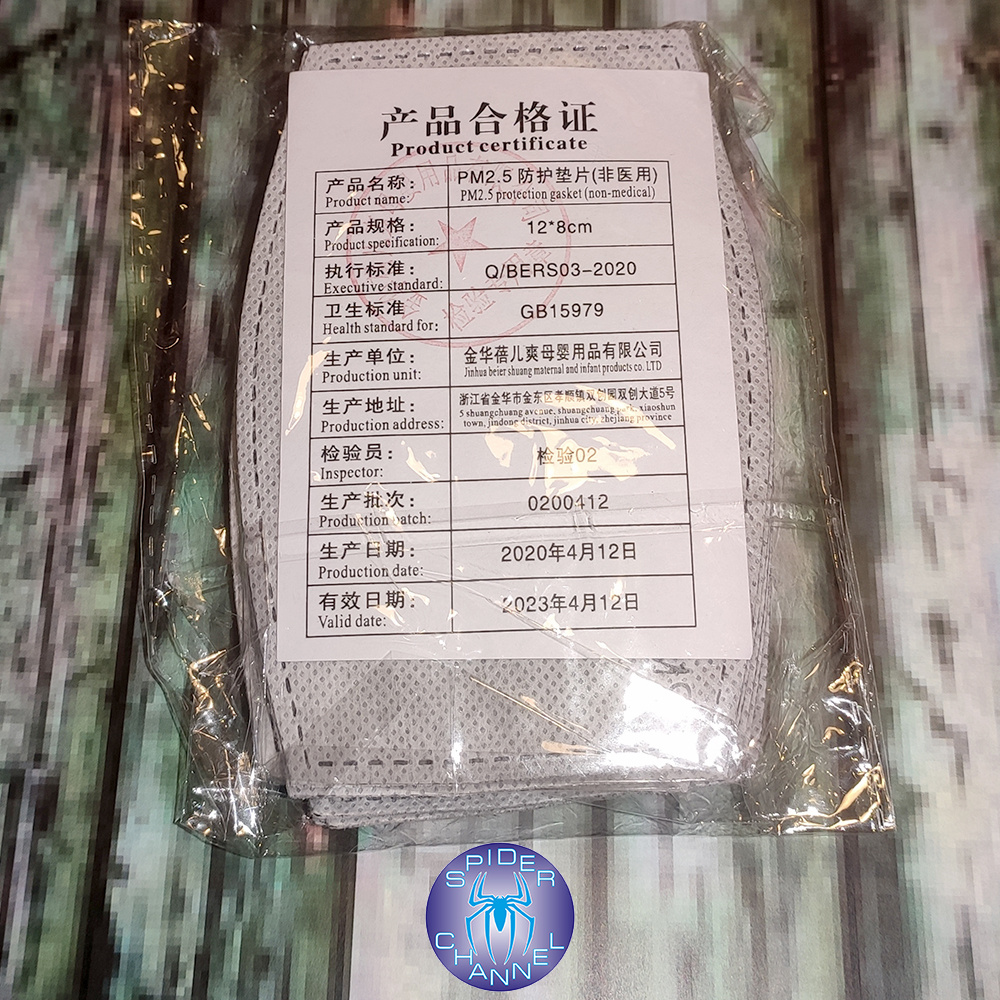 产品合格证
Product certificate
产品名称： PM2.5 防护垫片(非医用)
Product name: PM2.5 protection gasket (non-medical)
产品规格： 12*8cm
Product specification:
执行标准： Q/BERS03-2020
Executive standard:
卫生标准 GB15979
Health standard for:
生产单位： 金华蓓儿爽母婴用品有限公司
Production unit: Jinhua beier shuang maternal and infant products co. LTD
生产地址： 浙江省金华市金东区孝顺镇双创园双创大道5号
Production address: 5 shuangchuang avenue, shuangchuang park, xiaoshun
town, jindong district, jinhua city, zhejiang province
检验员： 检验02
Inspector:
生产批次： 0200412
Production batch:
生产日期： 2020年4月12日
Production date:
有效日期： 2023年4月12日
Valid date:
SPIDER
CHANNEL